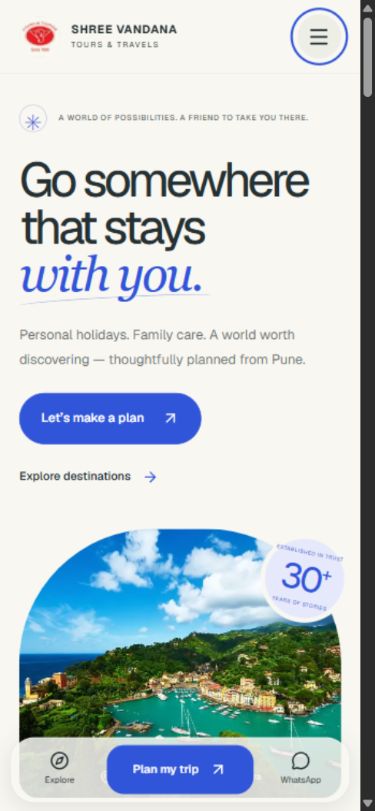 SHREE VANDANA
TOURS & TRAVELS
A WORLD OF POSSIBILITIES. A FRIEND TO TAKE YOU THERE.
Go somewhere
that stays
with you.
Personal holidays. Family care. A world worth
discovering — thoughtfully planned from Pune.
Let's make a plan
Explore destinations
ESTABLISHED IN TRUST
30+
YEARS OF STORIES
Explore
Plan my trip
WhatsApp